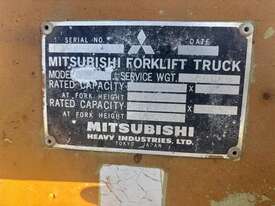 SERIAL NO. DATE
MITSUBISHI FORKLIFT TRUCK
MODEL SERVICE WGT.
RATED CAPACITY X
AT FORK HEIGHT
RATED CAPACITY X
AT FORK HEIGHT
MITSUBISHI
HEAVY INDUSTRIES, LTD.
TOKYO JAPAN